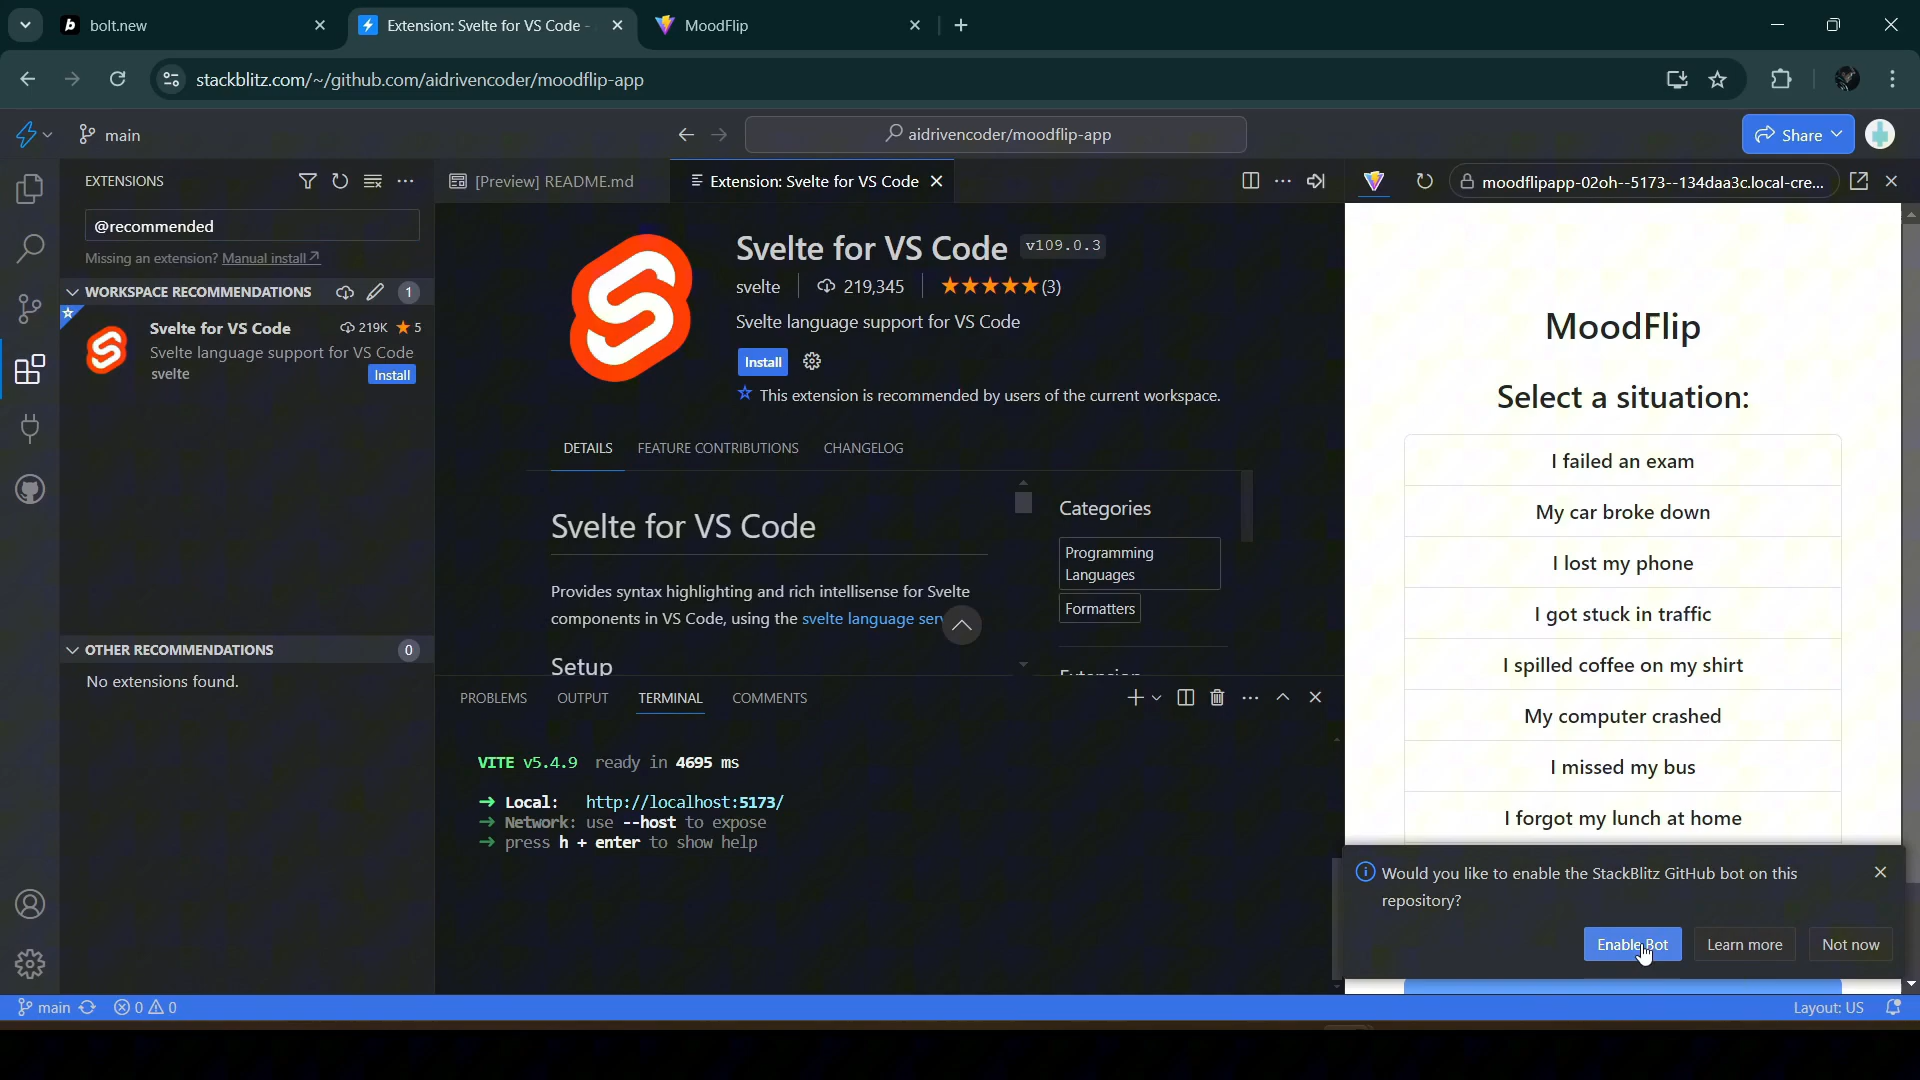 bolt.new
Extension: Svelte for VS Code -
MoodFlip
stackblitz.com/~/github.com/aidrivencoder/moodflip-app
main
aidrivencoder/moodflip-app
Share
EXTENSIONS
[Preview] README.md
Extension: Svelte for VS Code
moodflipapp-02oh--5173--134daa3c.local-cre...
@recommended
Missing an extension? Manual install
WORKSPACE RECOMMENDATIONS
1
Svelte for VS Code
219K
5
Svelte language support for VS Code
svelte
Install
OTHER RECOMMENDATIONS
0
No extensions found.
Svelte for VS Code
v109.0.3
svelte
219,345
(3)
Svelte language support for VS Code
Install
This extension is recommended by users of the current workspace.
DETAILS
FEATURE CONTRIBUTIONS
CHANGELOG
Svelte for VS Code
Provides syntax highlighting and rich intellisense for Svelte
components in VS Code, using the svelte language ser
Setup
Categories
Programming
Languages
Formatters
Extension
PROBLEMS
OUTPUT
TERMINAL
COMMENTS
VITE v5.4.9 ready in 4695 ms
➜ Local: http://localhost:5173/
➜ Network: use --host to expose
➜ press h + enter to show help
MoodFlip
Select a situation:
I failed an exam
My car broke down
I lost my phone
I got stuck in traffic
I spilled coffee on my shirt
My computer crashed
I missed my bus
I forgot my lunch at home
Would you like to enable the StackBlitz GitHub bot on this
repository?
Enable Bot
Learn more
Not now
main
0
0
Layout: US